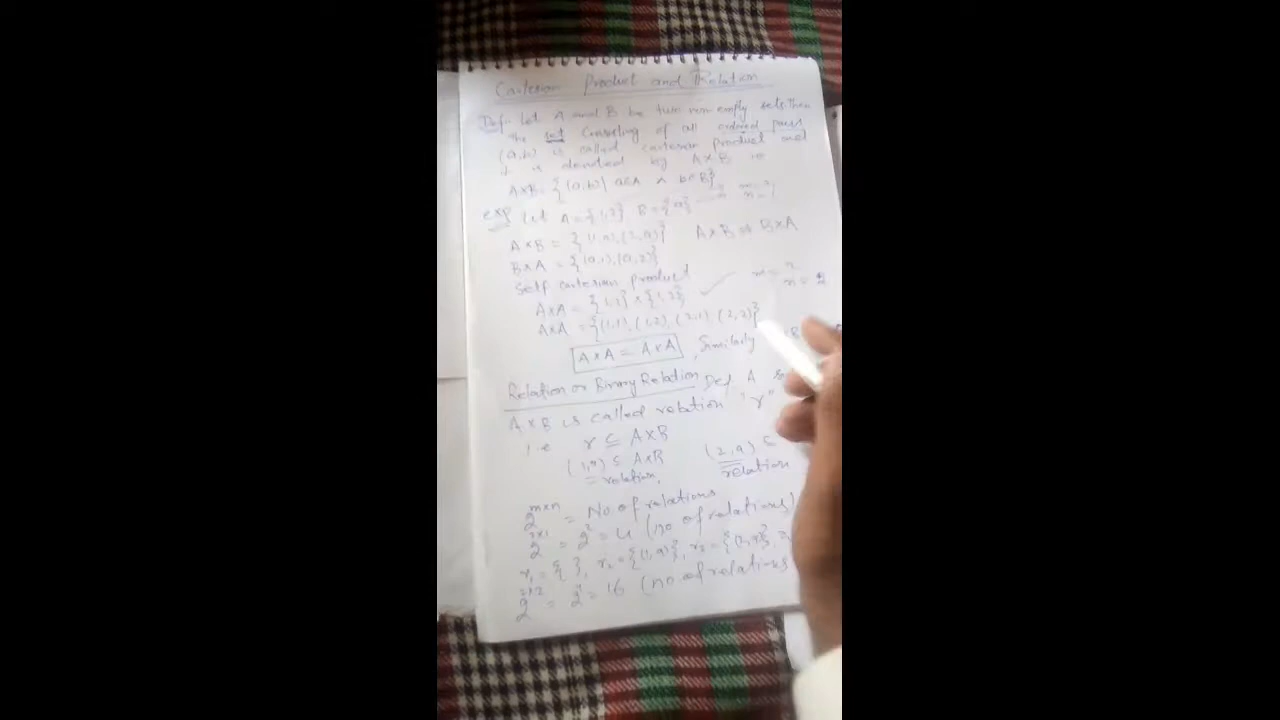 Cartesian Product and Relation
Def:- Let A and B be two non empty sets then
the set consisting of all ordered pairs
(a,b) is called cartesian product and
it is denoted by A×B ie
A×B = {(a,b)| a∈A ∧ b∈B}
exp Let A = {1,2} B = {a}
A×B = {(1,a),(2,a)} A×B ≠ B×A
B×A = {(a,1),(a,2)}
Self cartesian product
A×A = {1,2} × {1,2}
A×A = {(1,1), (1,2), (2,1), (2,2)}
A×A = A×A , Similarly
Relation or Binary Relation Def A
A×B is called relation "r"
i.e r ⊆ A×B
(1,a) ⊆ A×B (2,a) ⊆
= relation, relation
2^m×n = No of relations
2^2×1 = 2^2 = 4 (no of relations)
r₁ = { }, r₂ = {(1,a)}, r₃ = {(2,a)},
2^2×2 = 2^4 = 16 (no of relations